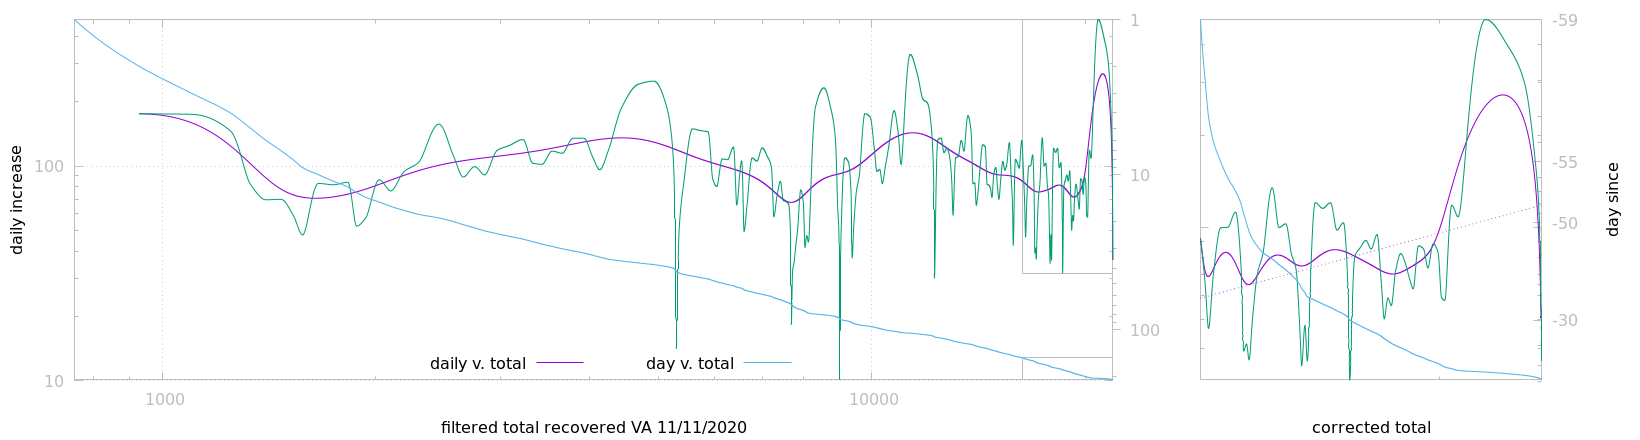 daily increase
100
10
1000
10000
1
10
100
daily v. total
day v. total
filtered total recovered VA 11/11/2020
-59
-55
-50
-30
day since
corrected total